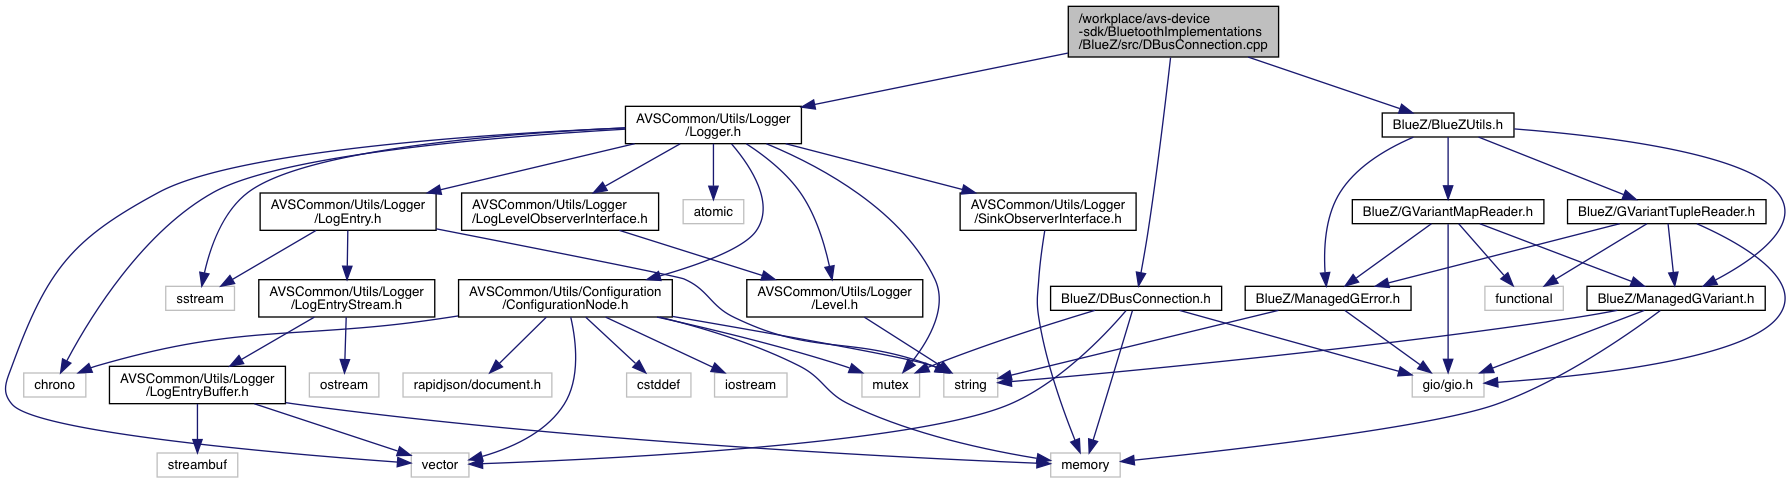 /workplace/avs-device
-sdk/BluetoothImplementations
/BlueZ/src/DBusConnection.cpp
AVSCommon/Utils/Logger
/Logger.h
BlueZ/BlueZUtils.h
AVSCommon/Utils/Logger
/LogEntry.h
AVSCommon/Utils/Logger
/LogLevelObserverInterface.h
atomic
AVSCommon/Utils/Logger
/SinkObserverInterface.h
BlueZ/GVariantMapReader.h
BlueZ/GVariantTupleReader.h
sstream
AVSCommon/Utils/Logger
/LogEntryStream.h
AVSCommon/Utils/Configuration
/ConfigurationNode.h
AVSCommon/Utils/Logger
/Level.h
BlueZ/DBusConnection.h
BlueZ/ManagedGError.h
functional
BlueZ/ManagedGVariant.h
chrono
AVSCommon/Utils/Logger
/LogEntryBuffer.h
ostream
rapidjson/document.h
cstddef
iostream
mutex
string
gio/gio.h
streambuf
vector
memory